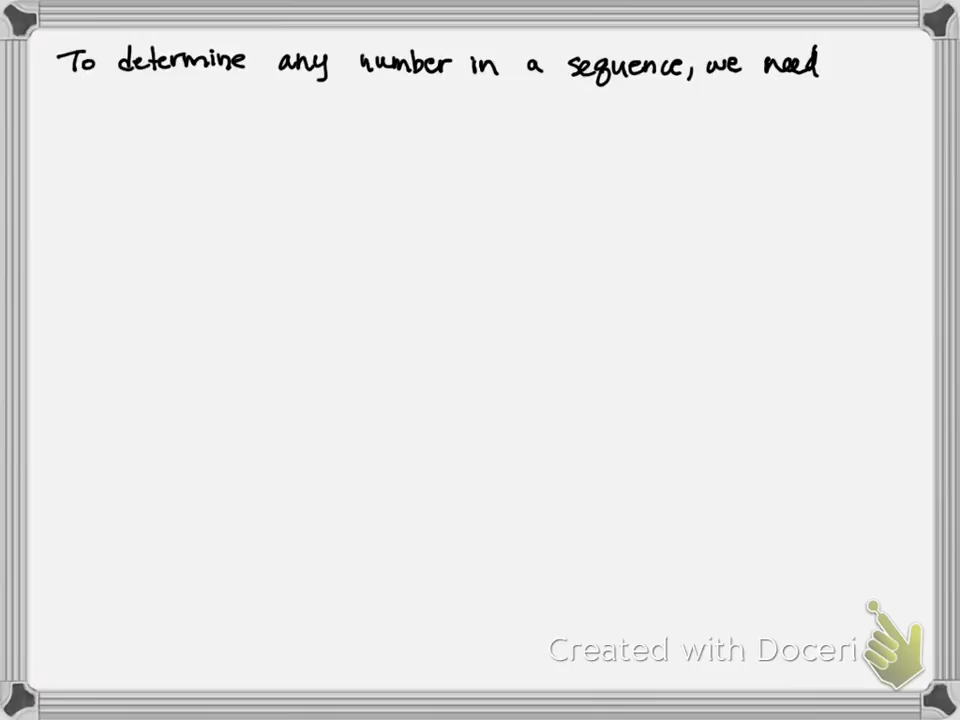 To determine any number in a sequence, we need
Created with Doceri